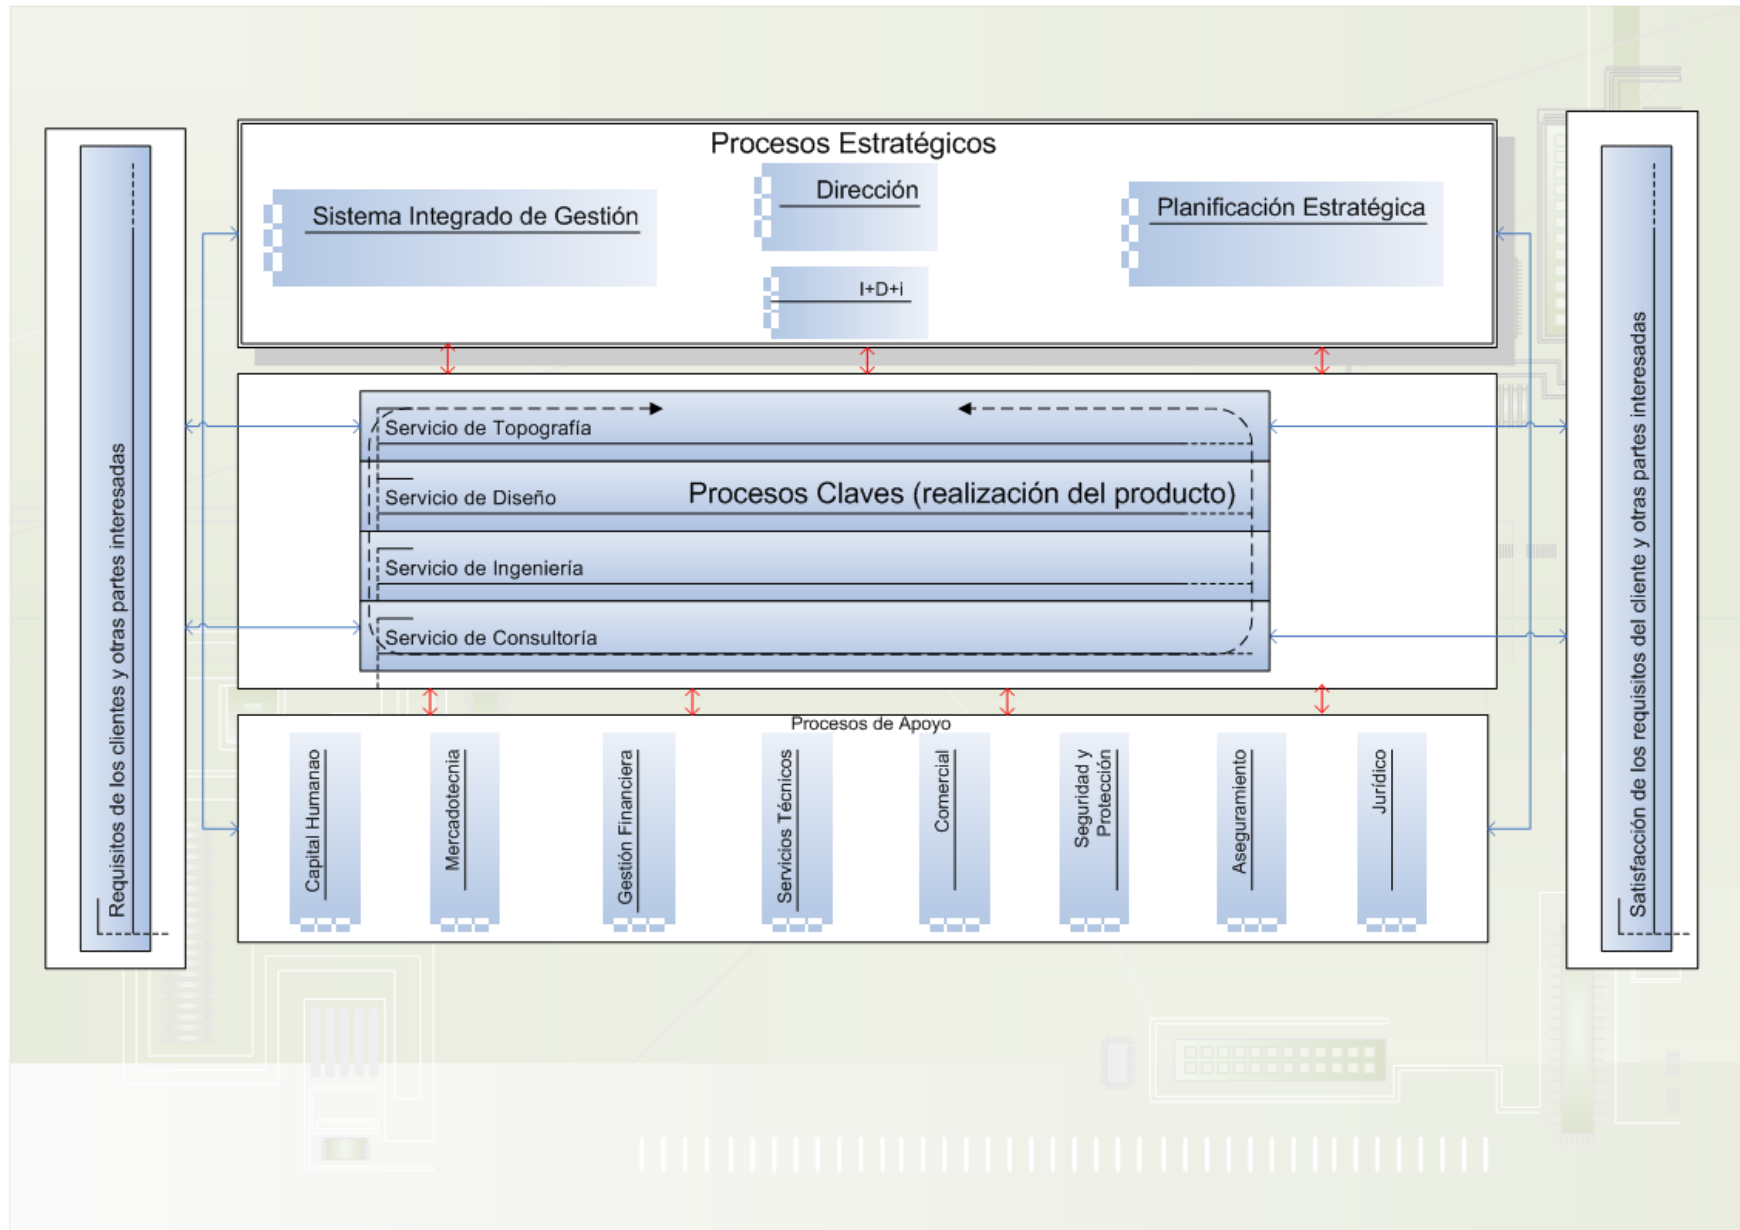 Procesos Estratégicos
Sistema Integrado de Gestión
Dirección
Planificación Estratégica
I+D+i
Requisitos de los clientes y otras partes interesadas
Servicio de Topografía
Servicio de Diseño
Procesos Claves (realización del producto)
Servicio de Ingeniería
Servicio de Consultoría
Satisfacción de los requisitos del cliente y otras partes interesadas
Procesos de Apoyo
Capital Humanao
Mercadotecnia
Gestión Financiera
Servicios Técnicos
Comercial
Seguridad y
Protección
Aseguramiento
Jurídico